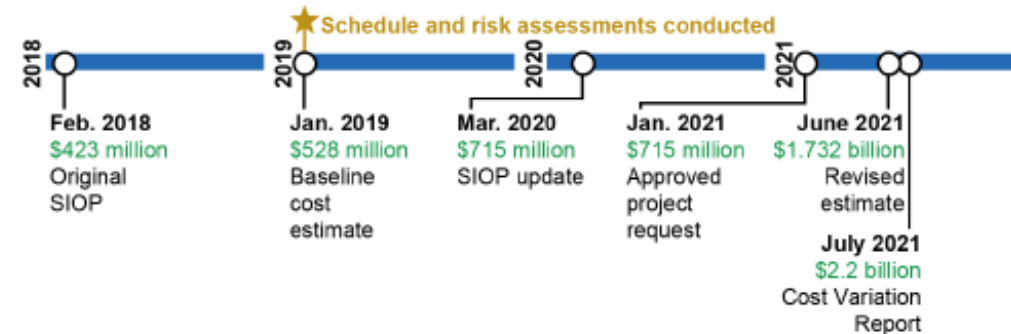 Schedule and risk assessments conducted
2018
2019
2020
2021
Feb. 2018
$423 million
Original
SIOP
Jan. 2019
$528 million
Baseline
cost
estimate
Mar. 2020
$715 million
SIOP update
Jan. 2021
$715 million
Approved
project
request
June 2021
$1.732 billion
Revised
estimate
July 2021
$2.2 billion
Cost Variation
Report